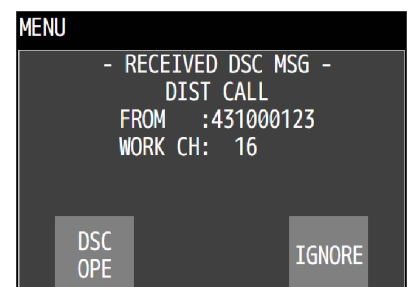 MENU
- RECEIVED DSC MSG -
DIST CALL
FROM   :431000123
WORK CH:  16
DSC
OPE
IGNORE